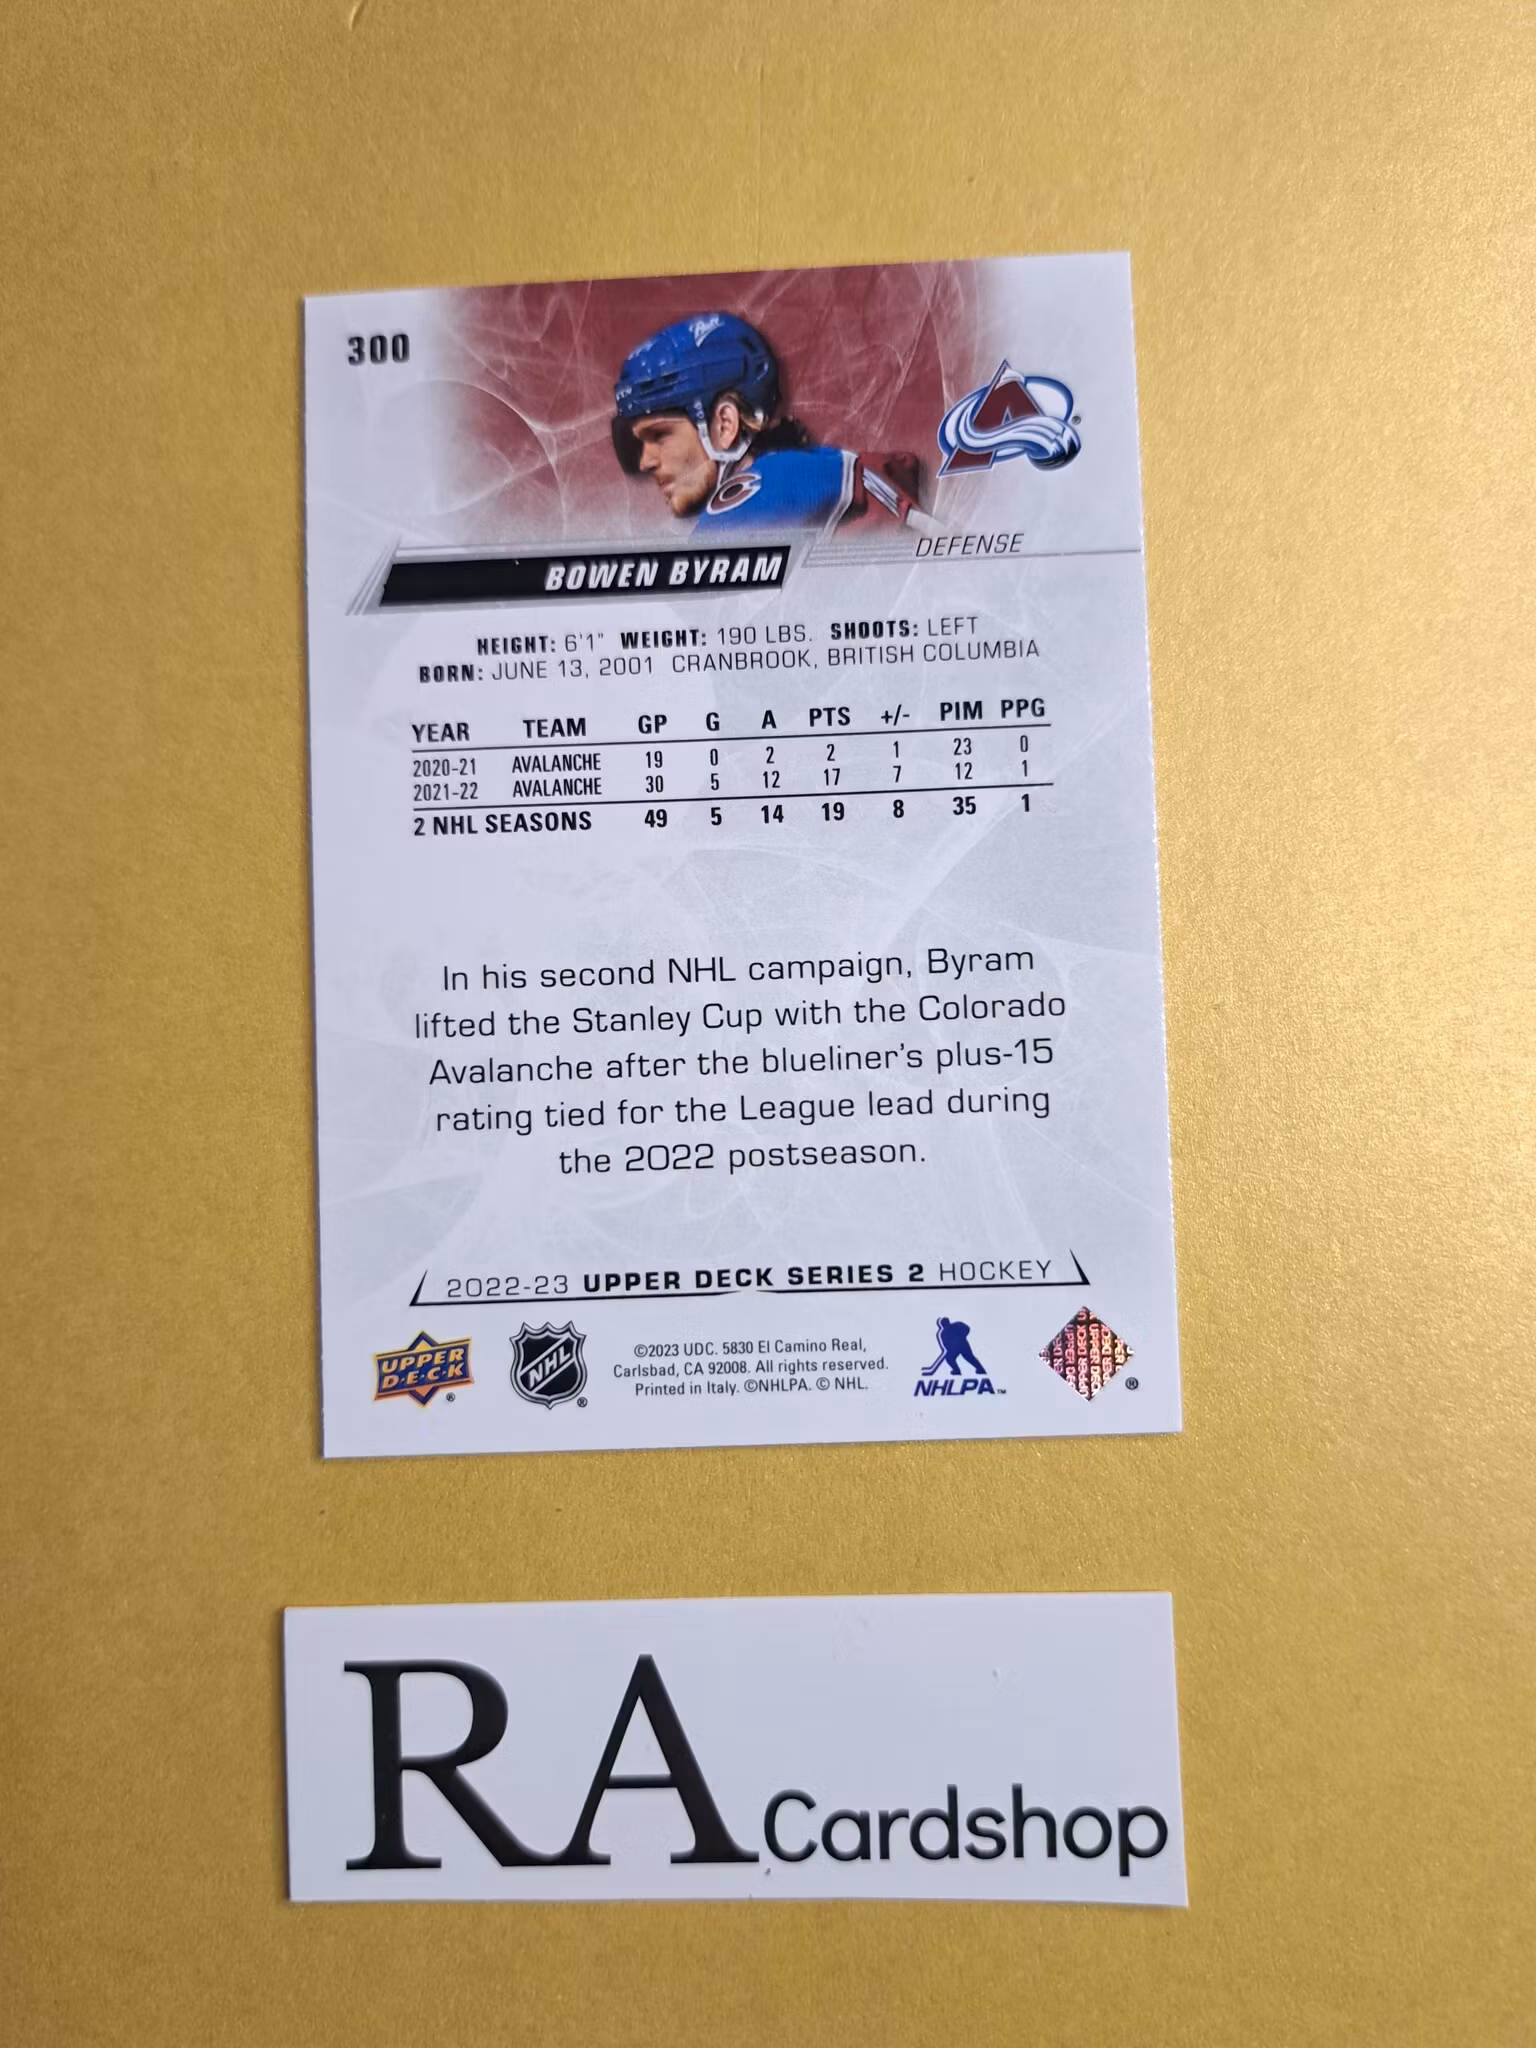 300
DEFENSE
BOWEN BYRAM
HEIGHT: 6'1" WEIGHT: 190 LBS. SHOOTS: LEFT
BORN: JUNE 13, 2001 CRANBROOK, BRITISH COLUMBIA
YEAR TEAM GP G A PTS +/- PIM PPG
2020-21 AVALANCHE 19 0 2 2 1 23 0
2021-22 AVALANCHE 30 5 12 17 7 12 1
2 NHL SEASONS 49 5 14 19 8 35 1
In his second NHL campaign, Byram
lifted the Stanley Cup with the Colorado
Avalanche after the blueliner's plus-15
rating tied for the League lead during
the 2022 postseason.
2022-23 UPPER DECK SERIES 2 HOCKEY
UPPER
D·E·C·K ®
NHL ®
©2023 UDC. 5830 El Camino Real,
Carlsbad, CA 92008. All rights reserved.
Printed in Italy. ©NHLPA. © NHL.
NHLPA™
®
RA Cardshop